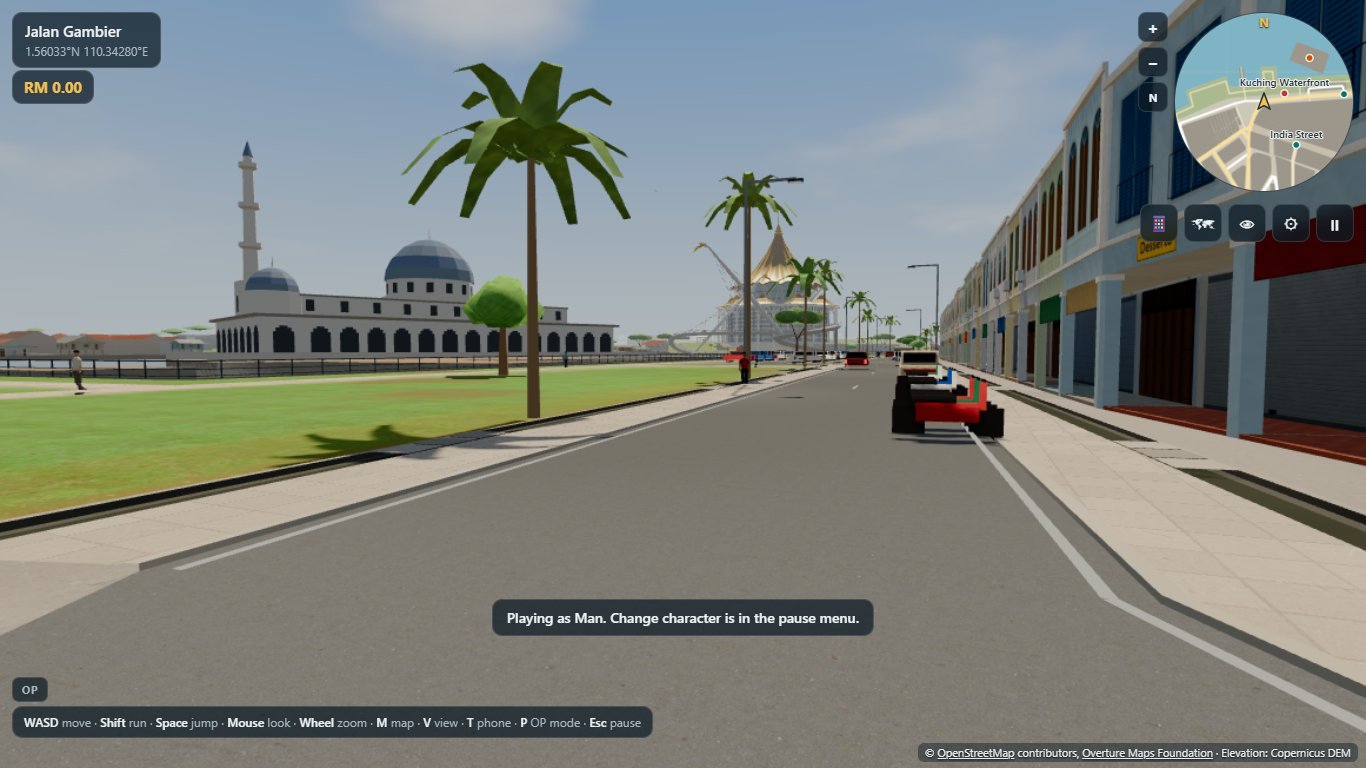 Jalan Gambier
1.56033°N 110.34280°E
RM 0.00
+
−
N
N
Kuching Waterfront
India Street
Desserts
Playing as Man. Change character is in the pause menu.
OP
WASD move · Shift run · Space jump · Mouse look · Wheel zoom · M map · V view · T phone · P OP mode · Esc pause
© OpenStreetMap contributors, Overture Maps Foundation · Elevation: Copernicus DEM